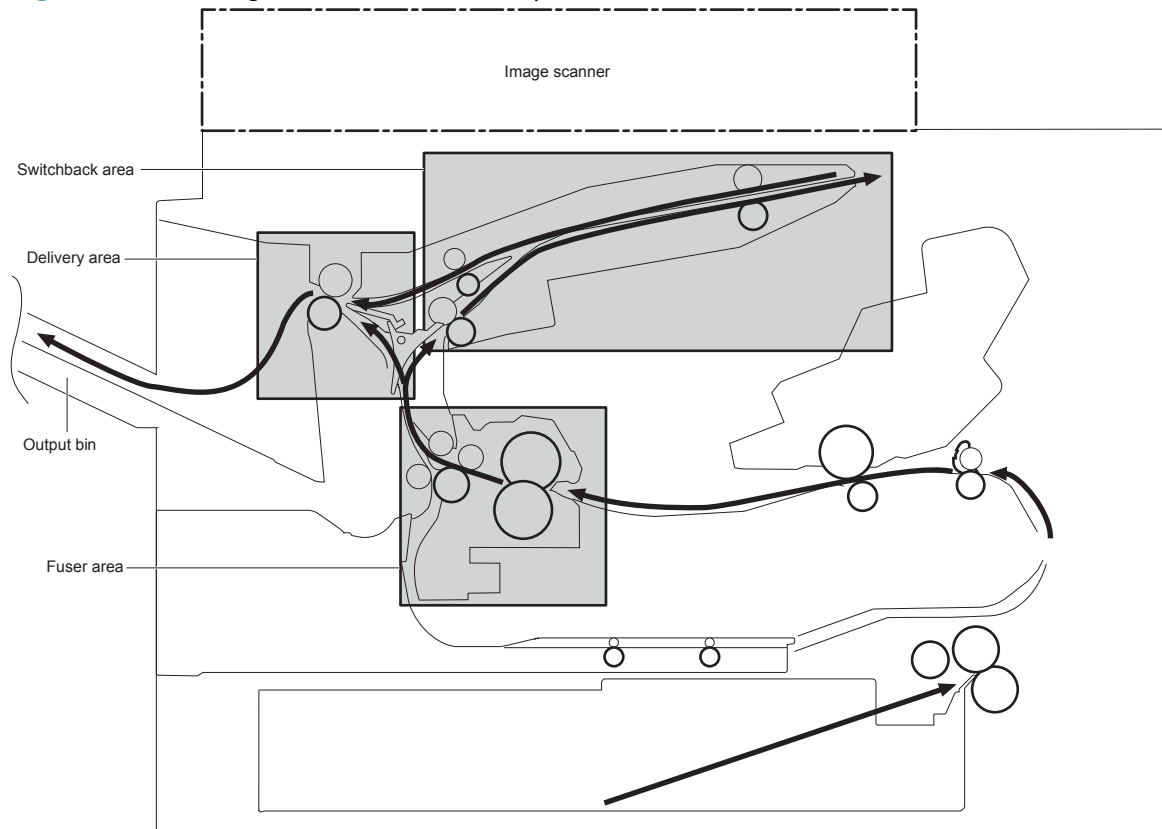 Image scanner
Switchback area
Delivery area
Output bin
Fuser area